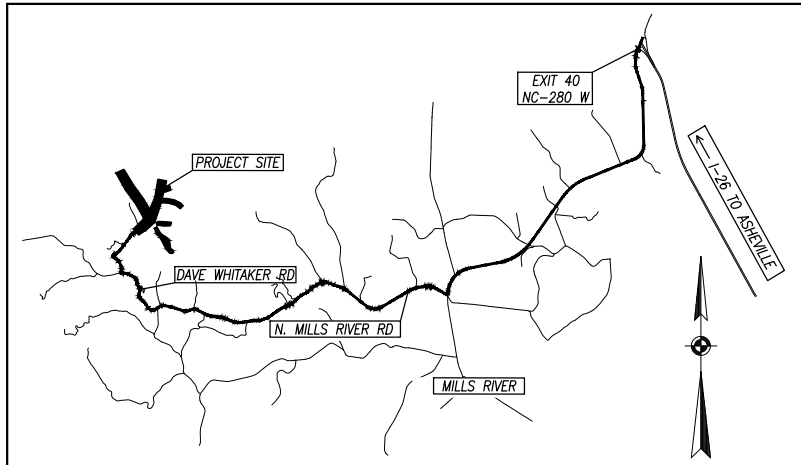 EXIT 40
NC-280 W
PROJECT SITE
← I-26 TO ASHEVILLE
DAVE WHITAKER RD
N. MILLS RIVER RD
MILLS RIVER